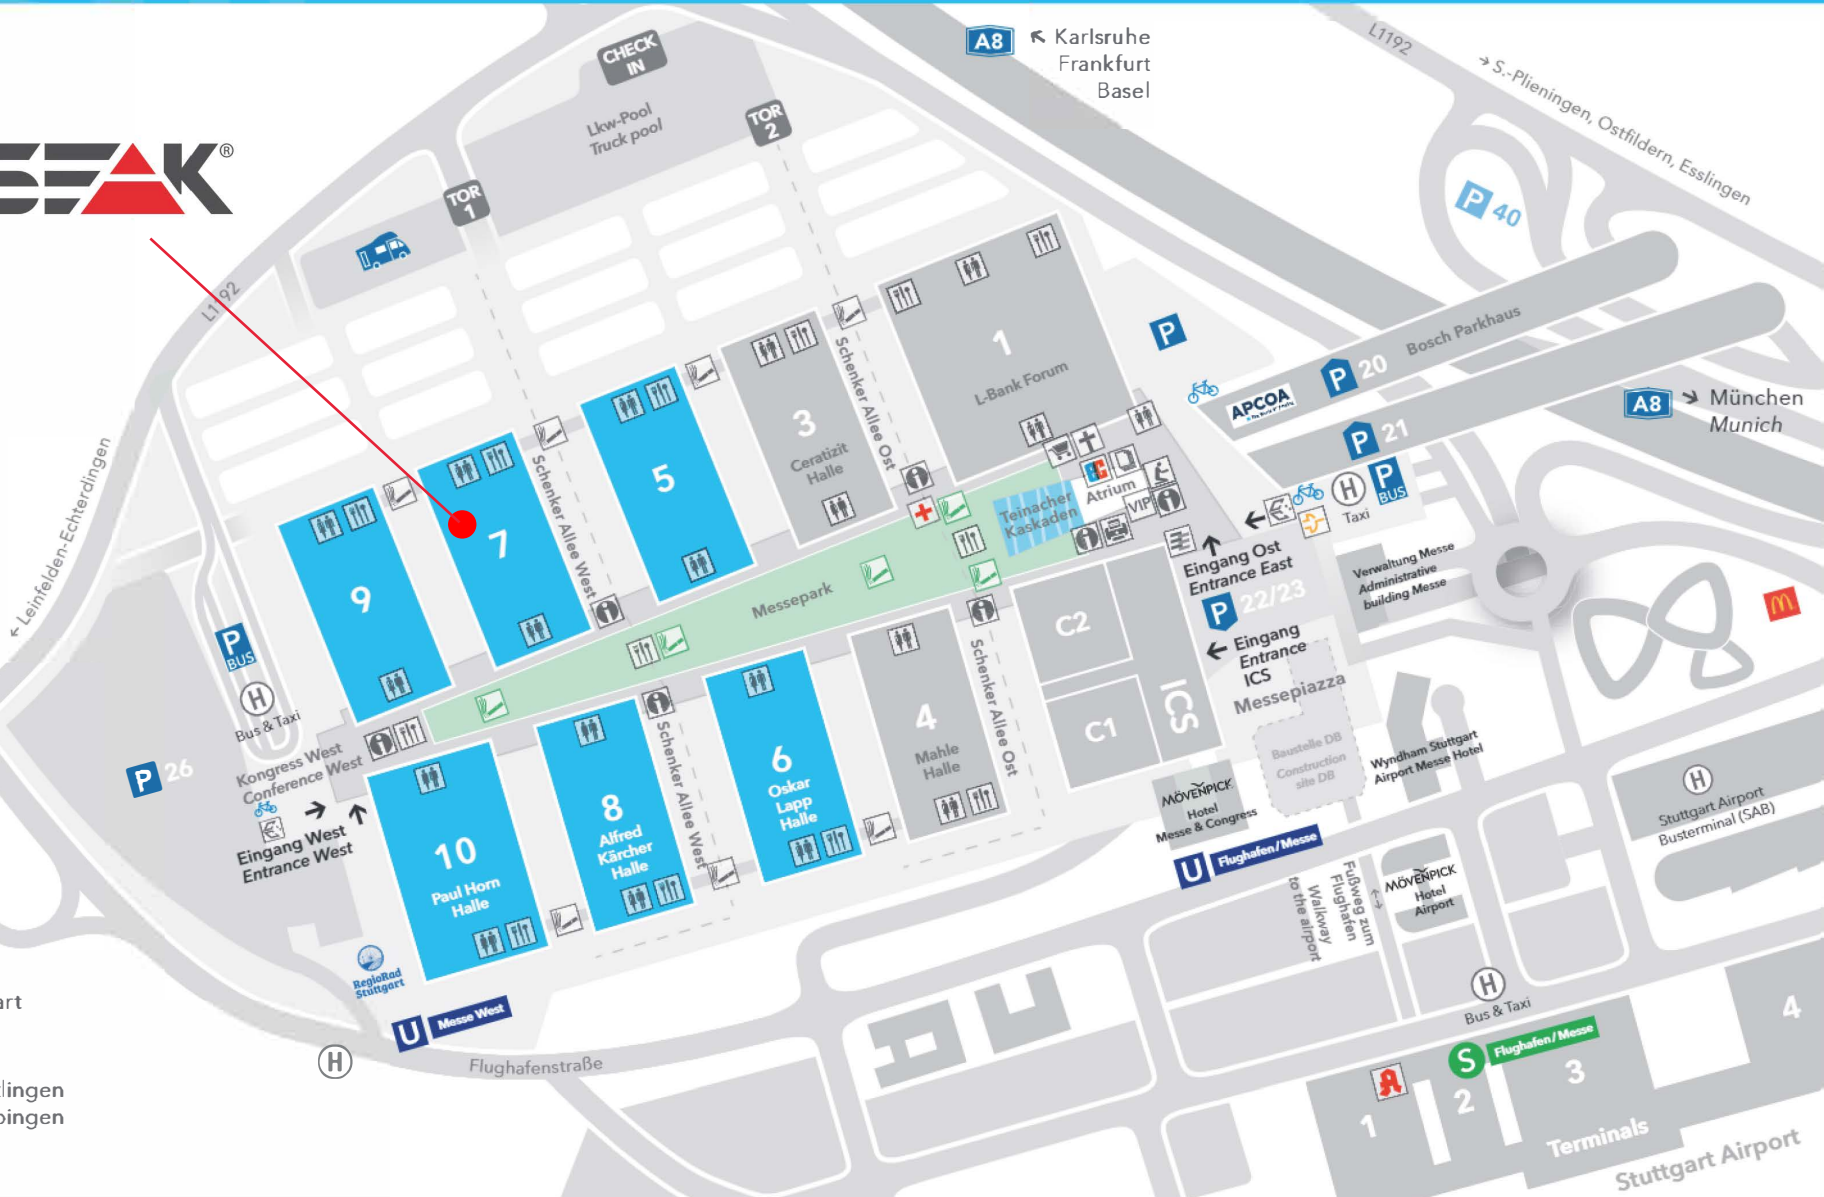 A8
Karlsruhe
Frankfurt
Basel
L1192
S.-Plieningen, Ostfildern, Esslingen
CHECK
IN
Lkw-Pool
Truck pool
TOR
2
SEAK®
TOR
1
P 40
L1192
Bosch Parkhaus
P 20
APCOA
P
1
L-Bank Forum
A8
München
Munich
P 21
P
BUS
H
Taxi
3
Ceratizit
Halle
Schenker Allee Ost
5
7
9
Schenker Allee West
Leinfelden-Echterdingen
EC
Atrium
VIP
Teinacher
Kaskaden
Messepark
Eingang Ost
Entrance East
P 22/23
Eingang
Entrance
ICS
Messepiazza
Verwaltung Messe
Administrative
building Messe
C2
C1
ICS
P
BUS
H
Bus & Taxi
P 26
Kongress West
Conference West
Eingang West
Entrance West
10
Paul Horn
Halle
8
Alfred
Kärcher
Halle
Schenker Allee West
6
Oskar
Lapp
Halle
4
Mahle
Halle
Schenker Allee Ost
Baustelle DB
Construction
site DB
Wyndham Stuttgart
Airport Messe Hotel
MÖVENPICK
Hotel
Messe & Congress
U Flughafen/Messe
H
Stuttgart Airport
Busterminal (SAB)
Fußweg zum
Flughafen
Walkway
to the airport
MÖVENPICK
Hotel
Airport
RegioRad
Stuttgart
U Messe West
H
Flughafenstraße
art
lingen
bingen
H
Bus & Taxi
S Flughafen/Messe
1
2
3
4
Terminals
Stuttgart Airport